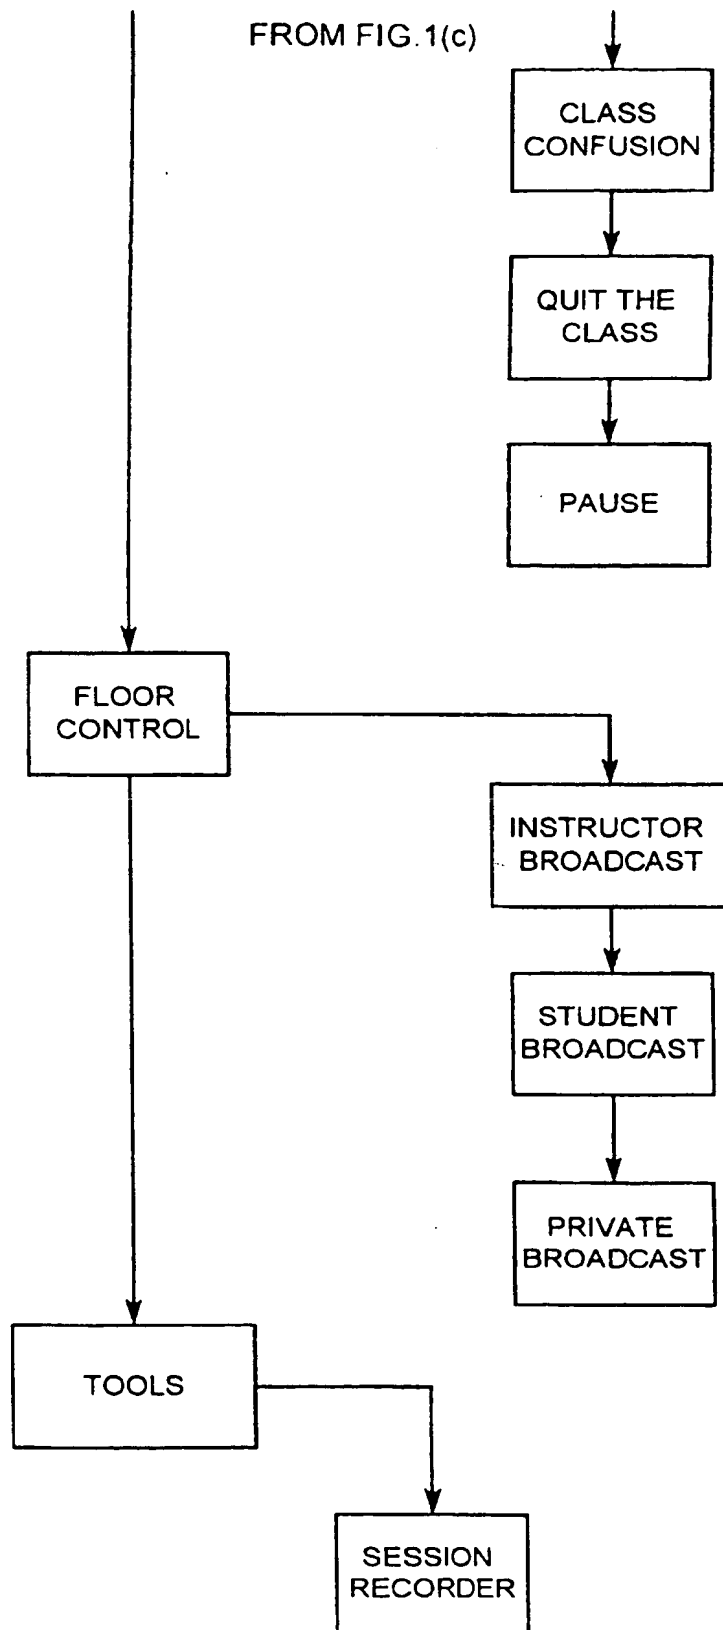 FROM FIG.1(c)
CLASS
CONFUSION
QUIT THE
CLASS
PAUSE
FLOOR
CONTROL
INSTRUCTOR
BROADCAST
STUDENT
BROADCAST
PRIVATE
BROADCAST
TOOLS
SESSION
RECORDER